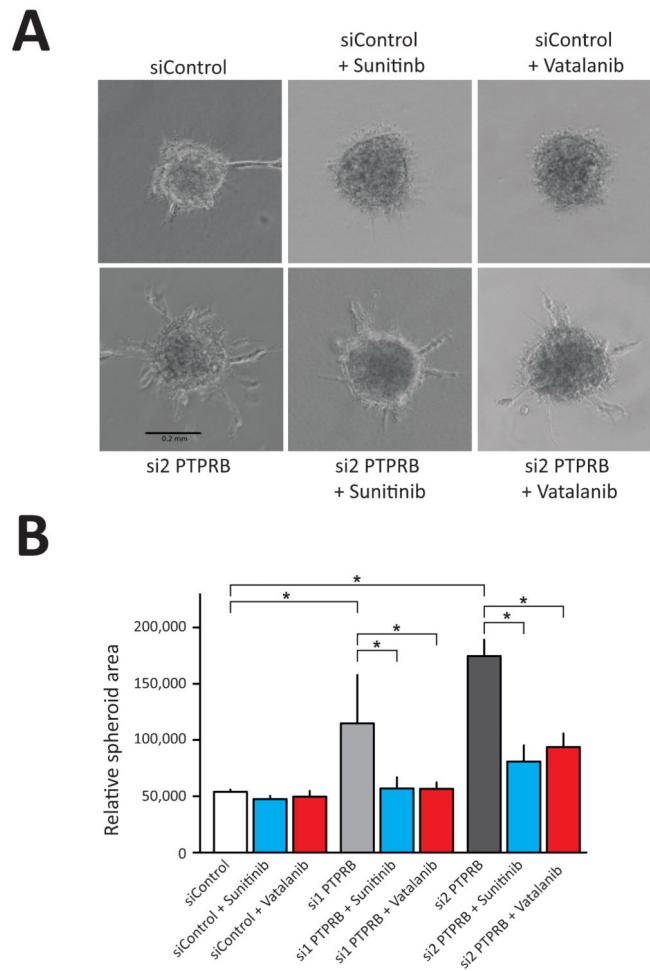 A
siControl
siControl
+ Sunitinb
siControl
+ Vatalanib
0.2 mm
si2 PTPRB
si2 PTPRB
+ Sunitinib
si2 PTPRB
+ Vatalanib
B
Relative spheroid area
200,000
150,000
100,000
50,000
0
*
*
*
*
*
*
siControl
siControl + Sunitinib
siControl + Vatalanib
si1 PTPRB
si1 PTPRB + Sunitinib
si1 PTPRB + Vatalanib
si2 PTPRB
si2 PTPRB + Sunitinib
si2 PTPRB + Vatalanib